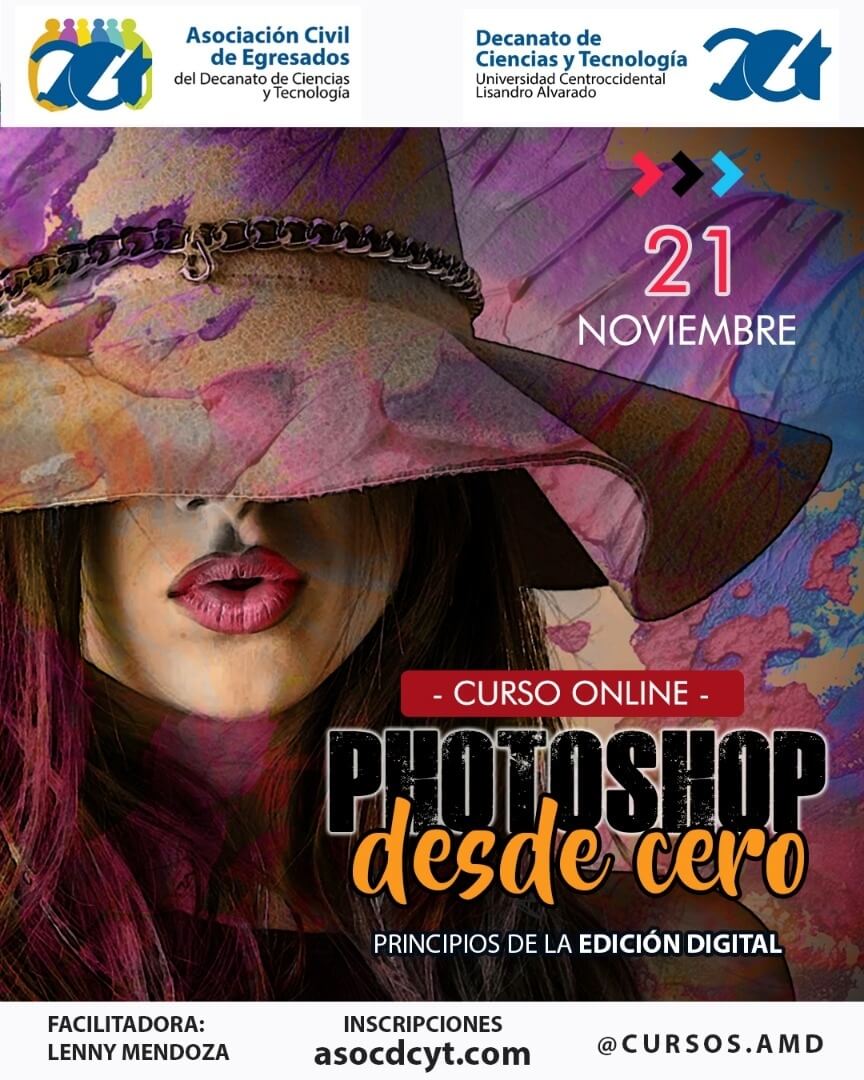 Asociación Civil
de Egresados
del Decanato de Ciencias
y Tecnología
Decanato de
Ciencias y Tecnología
Universidad Centroccidental
Lisandro Alvarado
21
NOVIEMBRE
- CURSO ONLINE -
PHOTOSHOP
desde cero
PRINCIPIOS DE LA EDICIÓN DIGITAL
FACILITADORA:
LENNY MENDOZA
INSCRIPCIONES
asocdcyt.com
@CURSOS.AMD